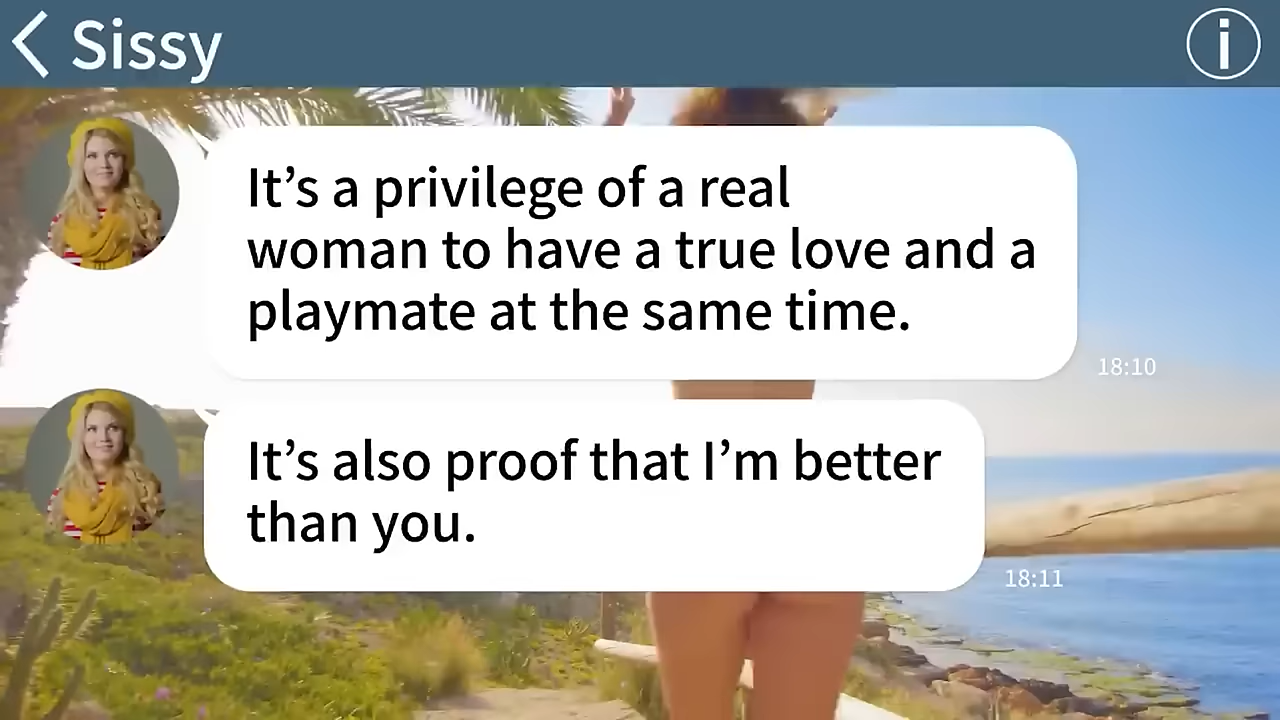 Sissy
It’s a privilege of a real
woman to have a true love and a
playmate at the same time.
18:10
It’s also proof that I’m better
than you.
18:11